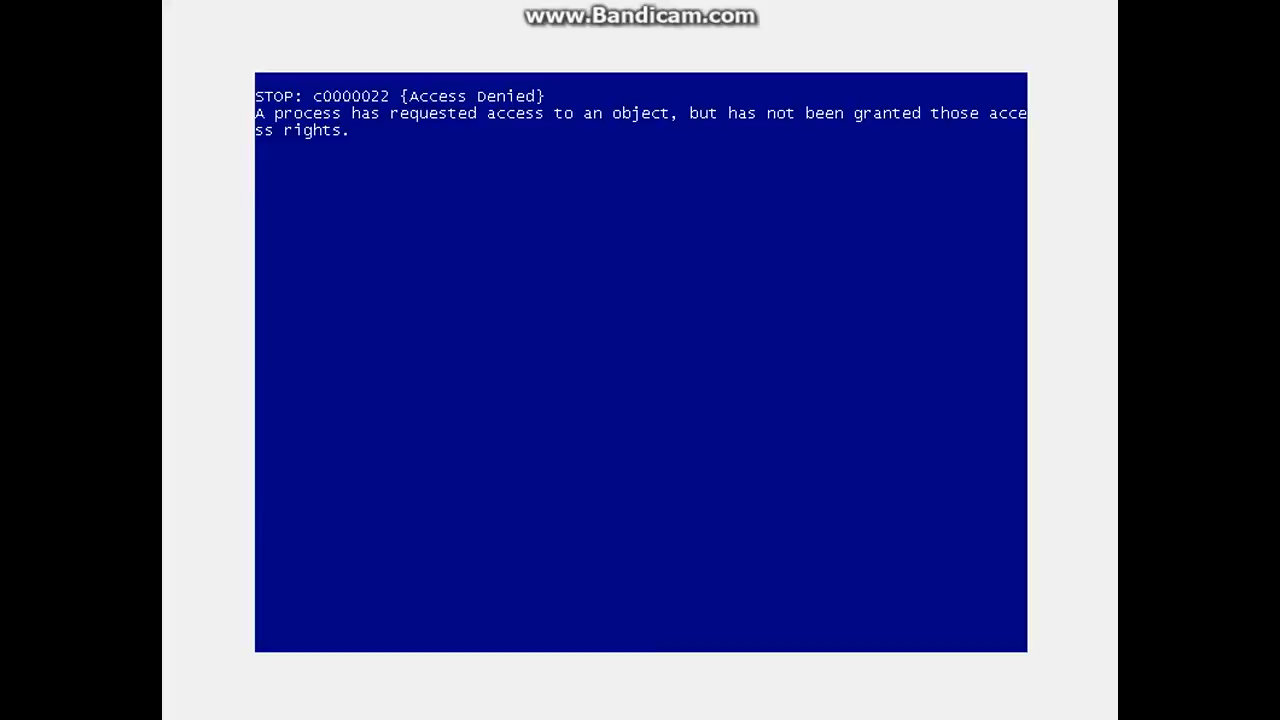 www.Bandicam.com
STOP: c0000022 {Access Denied}
A process has requested access to an object, but has not been granted those acce
ss rights.